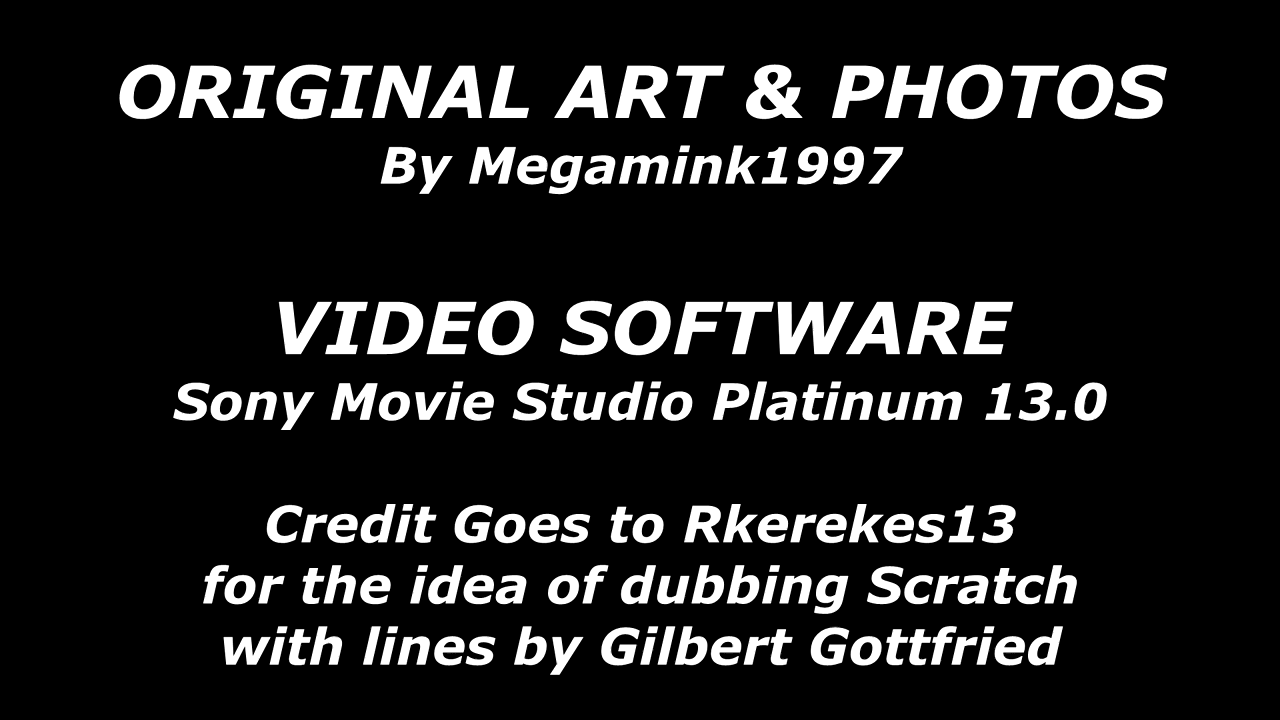 ORIGINAL ART & PHOTOS
By Megamink1997
VIDEO SOFTWARE
Sony Movie Studio Platinum 13.0
Credit Goes to Rkerekes13
for the idea of dubbing Scratch
with lines by Gilbert Gottfried